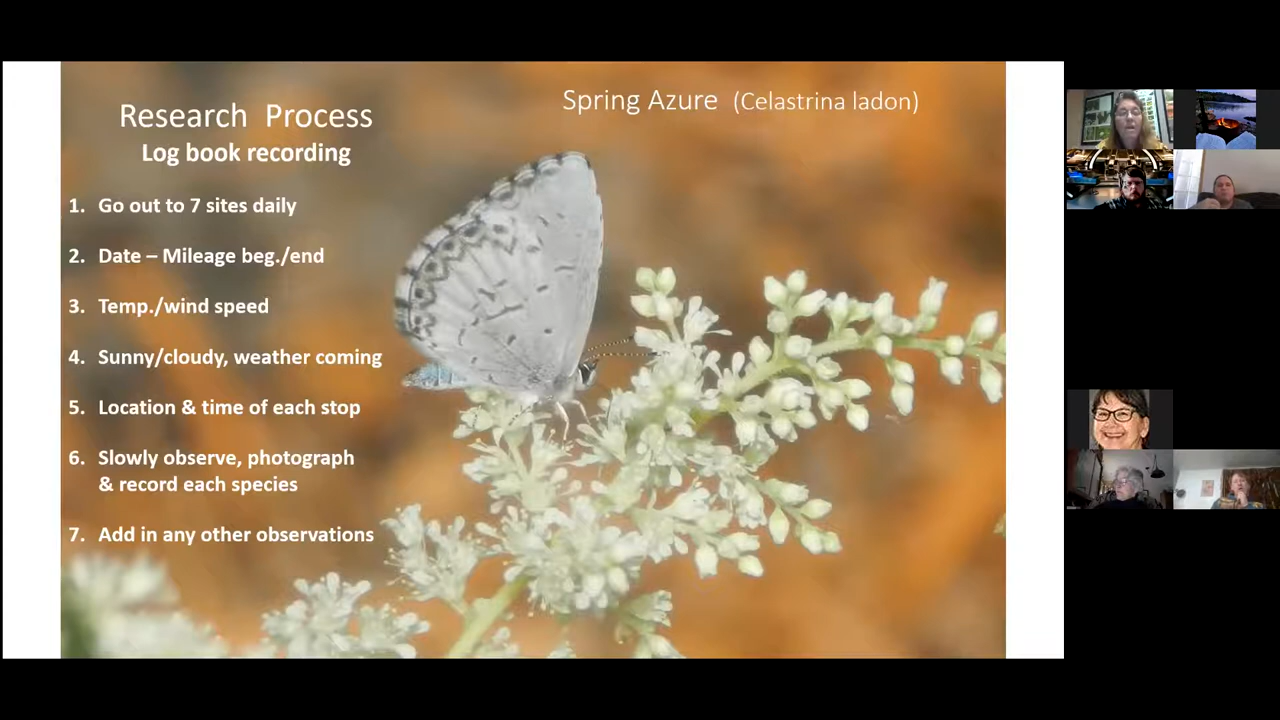 Research Process
Log book recording
1. Go out to 7 sites daily
2. Date – Mileage beg./end
3. Temp./wind speed
4. Sunny/cloudy, weather coming
5. Location & time of each stop
6. Slowly observe, photograph
& record each species
7. Add in any other observations
Spring Azure (Celastrina ladon)